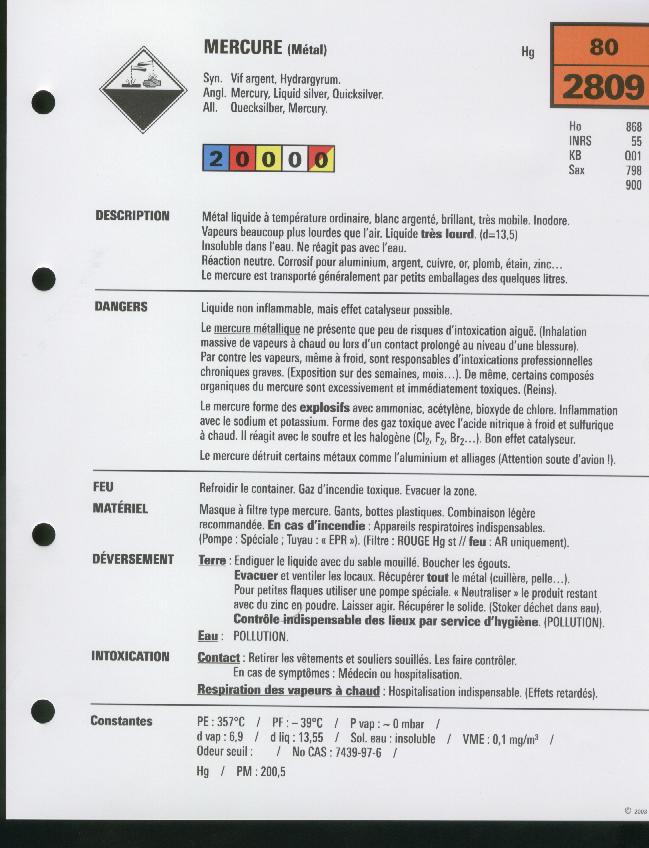 MERCURE (Métal)
Hg
80
2809
Syn. Vif argent, Hydrargyrum.
Angl. Mercury, Liquid silver, Quicksilver.
All. Quecksilber, Mercury.
Ho 868
INRS 55
KB Q01
Sax 798
900
2 0 0 0 0
DESCRIPTION
Métal liquide à température ordinaire, blanc argenté, brillant, très mobile. Inodore.
Vapeurs beaucoup plus lourdes que l'air. Liquide très lourd. (d=13,5)
Insoluble dans l'eau. Ne réagit pas avec l'eau.
Réaction neutre. Corrosif pour aluminium, argent, cuivre, or, plomb, étain, zinc...
Le mercure est transporté généralement par petits emballages des quelques litres.
DANGERS
Liquide non inflammable, mais effet catalyseur possible.
Le mercure métallique ne présente que peu de risques d'intoxication aiguë. (Inhalation
massive de vapeurs à chaud ou lors d'un contact prolongé au niveau d'une blessure).
Par contre les vapeurs, même à froid, sont responsables d'intoxications professionnelles
chroniques graves. (Exposition sur des semaines, mois...). De même, certains composés
organiques du mercure sont excessivement et immédiatement toxiques. (Reins).
Le mercure forme des explosifs avec ammoniac, acétylène, bioxyde de chlore. Inflammation
avec le sodium et potassium. Forme des gaz toxique avec l'acide nitrique à froid et sulfurique
à chaud. Il réagit avec le soufre et les halogène (Cl₂, F₂, Br₂...). Bon effet catalyseur.
Le mercure détruit certains métaux comme l'aluminium et alliages (Attention soute d'avion !).
FEU
Refroidir le container. Gaz d'incendie toxique. Evacuer la zone.
MATÉRIEL
Masque à filtre type mercure. Gants, bottes plastiques. Combinaison légère
recommandée. En cas d'incendie : Appareils respiratoires indispensables.
(Pompe : Spéciale ; Tuyau : « EPR »). (Filtre : ROUGE Hg st // feu : AR uniquement).
DÉVERSEMENT
Terre : Endiguer le liquide avec du sable mouillé. Boucher les égouts.
Evacuer et ventiler les locaux. Récupérer tout le métal (cuillère, pelle...).
Pour petites flaques utiliser une pompe spéciale. « Neutraliser » le produit restant
avec du zinc en poudre. Laisser agir. Récupérer le solide. (Stoker déchet dans eau).
Contrôle indispensable des lieux par service d'hygiène. (POLLUTION).
Eau : POLLUTION.
INTOXICATION
Contact : Retirer les vêtements et souliers souillés. Les faire contrôler.
En cas de symptômes : Médecin ou hospitalisation.
Respiration des vapeurs à chaud : Hospitalisation indispensable. (Effets retardés).
Constantes
PE : 357°C / PF : – 39°C / P vap : ~ 0 mbar /
d vap : 6,9 / d liq : 13,55 / Sol. eau : insoluble / VME : 0,1 mg/m³ /
Odeur seuil : / No CAS : 7439-97-6 /
Hg / PM : 200,5
© 2003